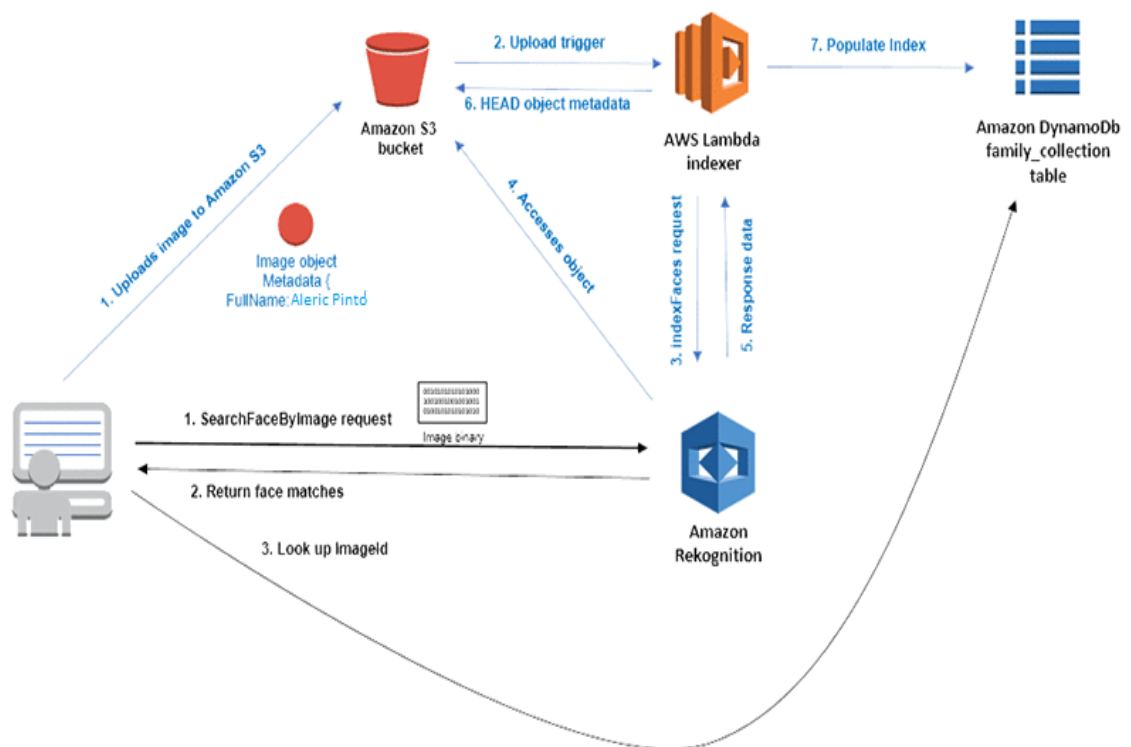 2. Upload trigger
7. Populate Index
6. HEAD object metadata
Amazon S3
bucket
AWS Lambda
indexer
Amazon DynamoDb
family_collection
table
1. Uploads image to Amazon S3
4. Accesses object
3. indexFaces request
5. Response data
Image object
Metadata {
FullName: Aleric Pinto
1. SearchFaceByImage request
Image binary
2. Return face matches
3. Look up ImageId
Amazon
Rekognition